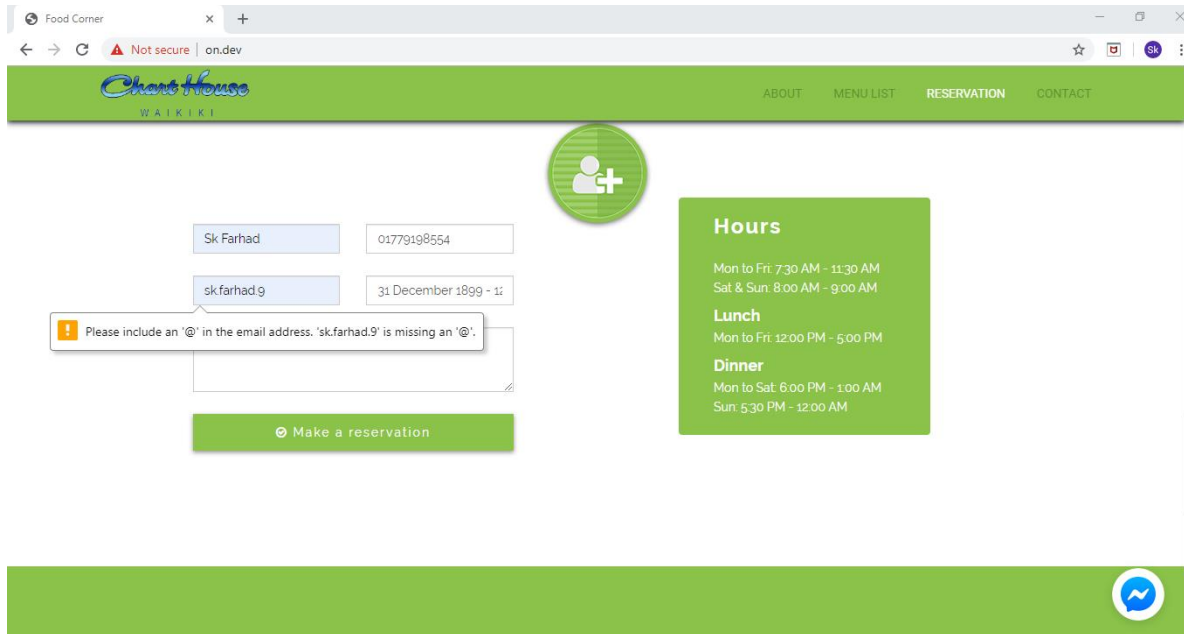 Food Corner
Not secure | on.dev
Sk
Chart House
WAIKIKI
ABOUT MENU LIST RESERVATION CONTACT
Sk Farhad 01779198554
sk.farhad.9 31 December 1899 - 12
Please include an '@' in the email address. 'sk.farhad.9' is missing an '@'.
Make a reservation
Hours
Mon to Fri: 7:30 AM - 11:30 AM
Sat & Sun: 8:00 AM - 9:00 AM
Lunch
Mon to Fri: 12:00 PM - 5:00 PM
Dinner
Mon to Sat: 6:00 PM - 1:00 AM
Sun: 5:30 PM - 12:00 AM